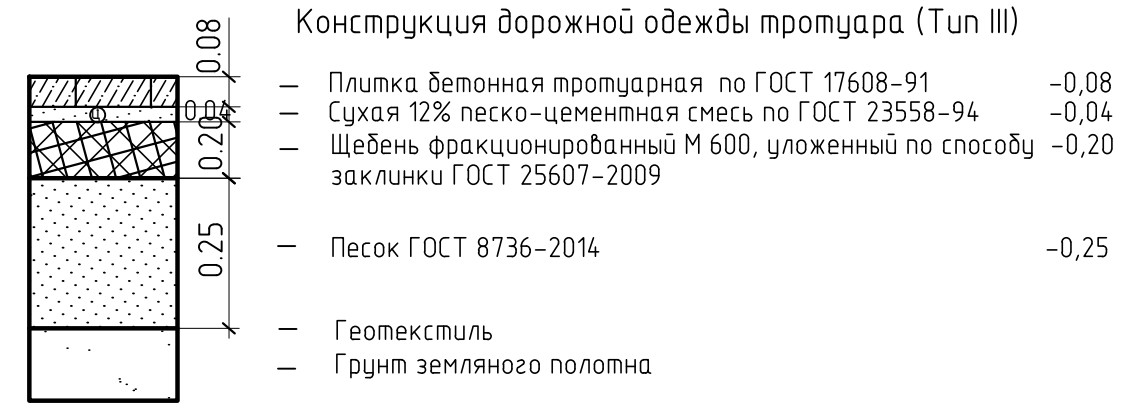 Конструкция дорожной одежды тротуара (Тип III)
0.08
— Плитка бетонная тротуарная по ГОСТ 17608-91 -0,08
0.04
— Сухая 12% песко-цементная смесь по ГОСТ 23558-94 -0,04
0.20
— Щебень фракционированный М 600, уложенный по способу -0,20
заклинки ГОСТ 25607-2009
0.25
— Песок ГОСТ 8736-2014 -0,25
— Геотекстиль
— Грунт земляного полотна